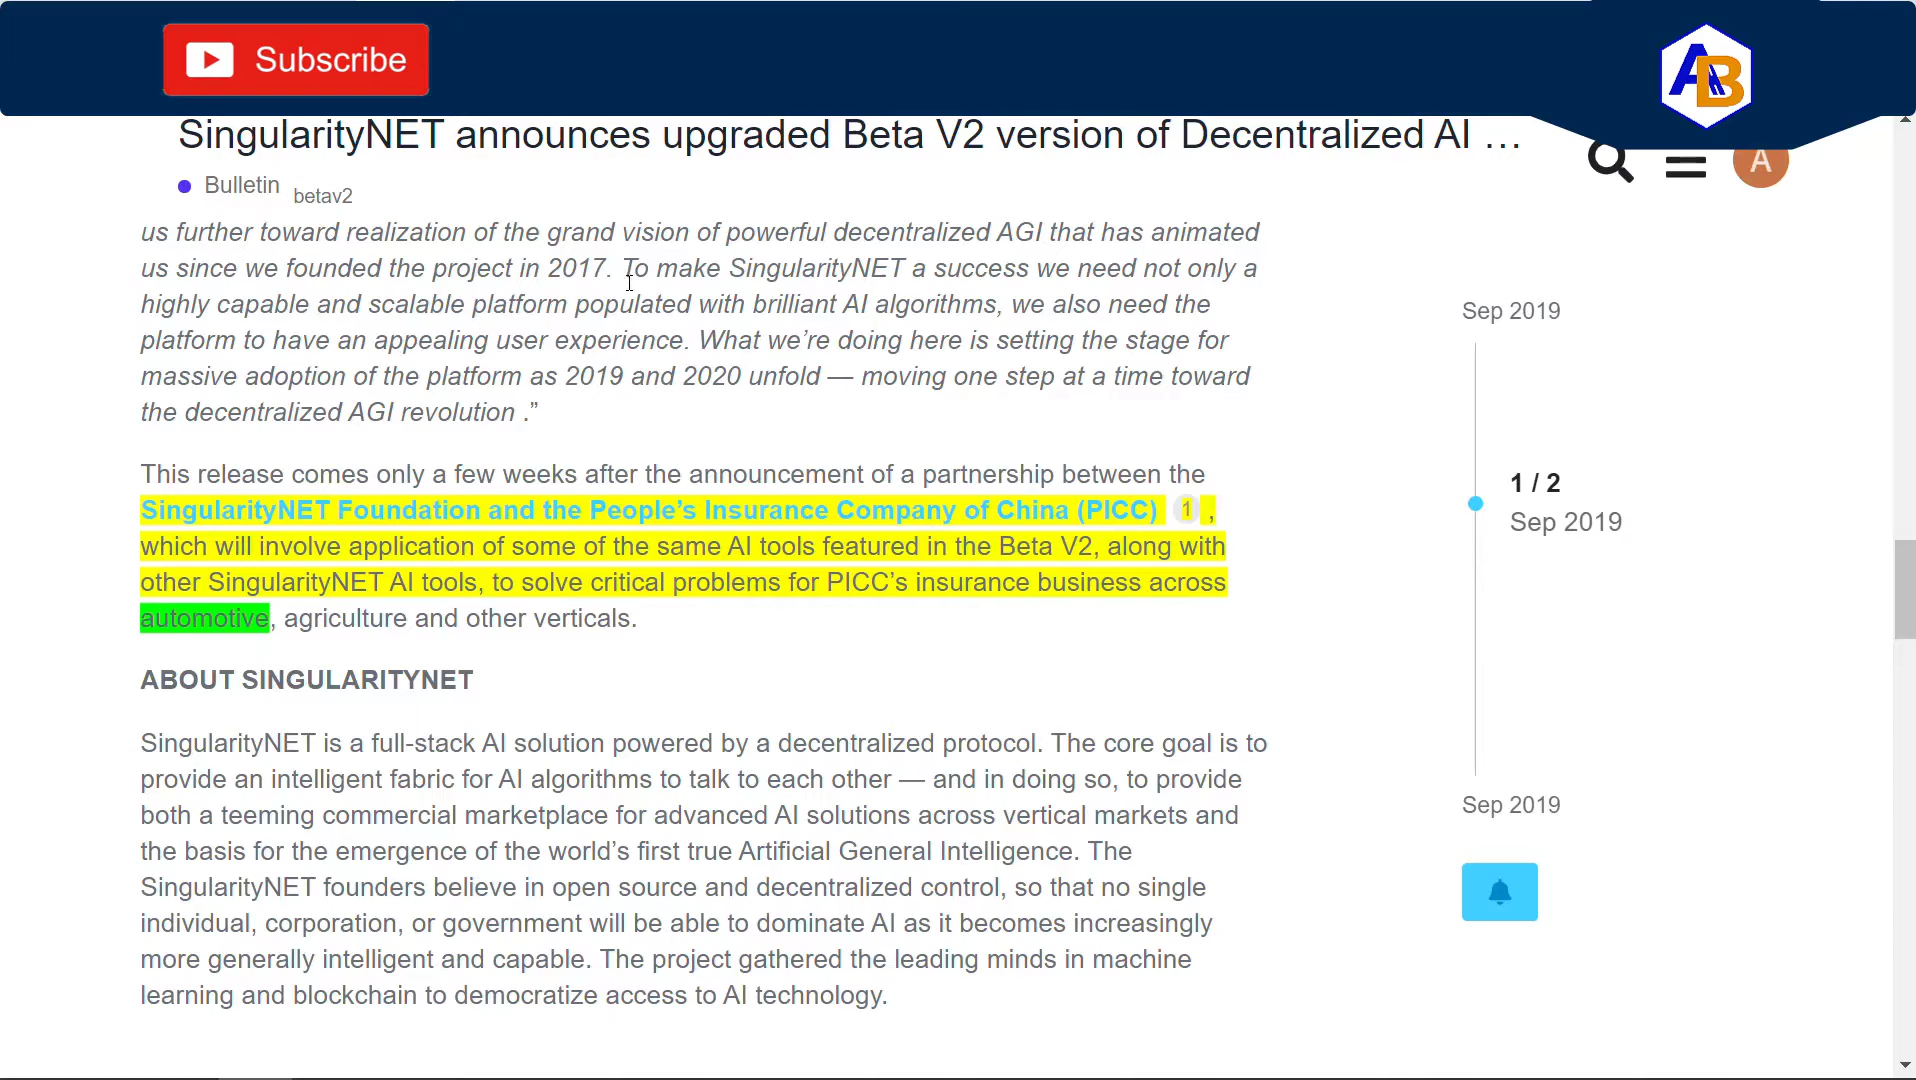 Subscribe
AB
SingularityNET announces upgraded Beta V2 version of Decentralized AI …
A
Bulletin betav2
us further toward realization of the grand vision of powerful decentralized AGI that has animated
us since we founded the project in 2017. To make SingularityNET a success we need not only a
highly capable and scalable platform populated with brilliant AI algorithms, we also need the
platform to have an appealing user experience. What we’re doing here is setting the stage for
massive adoption of the platform as 2019 and 2020 unfold — moving one step at a time toward
the decentralized AGI revolution .”
This release comes only a few weeks after the announcement of a partnership between the
SingularityNET Foundation and the People’s Insurance Company of China (PICC) 1 ,
which will involve application of some of the same AI tools featured in the Beta V2, along with
other SingularityNET AI tools, to solve critical problems for PICC’s insurance business across
automotive, agriculture and other verticals.
ABOUT SINGULARITYNET
SingularityNET is a full-stack AI solution powered by a decentralized protocol. The core goal is to
provide an intelligent fabric for AI algorithms to talk to each other — and in doing so, to provide
both a teeming commercial marketplace for advanced AI solutions across vertical markets and
the basis for the emergence of the world’s first true Artificial General Intelligence. The
SingularityNET founders believe in open source and decentralized control, so that no single
individual, corporation, or government will be able to dominate AI as it becomes increasingly
more generally intelligent and capable. The project gathered the leading minds in machine
learning and blockchain to democratize access to AI technology.
Sep 2019
1 / 2
Sep 2019
Sep 2019